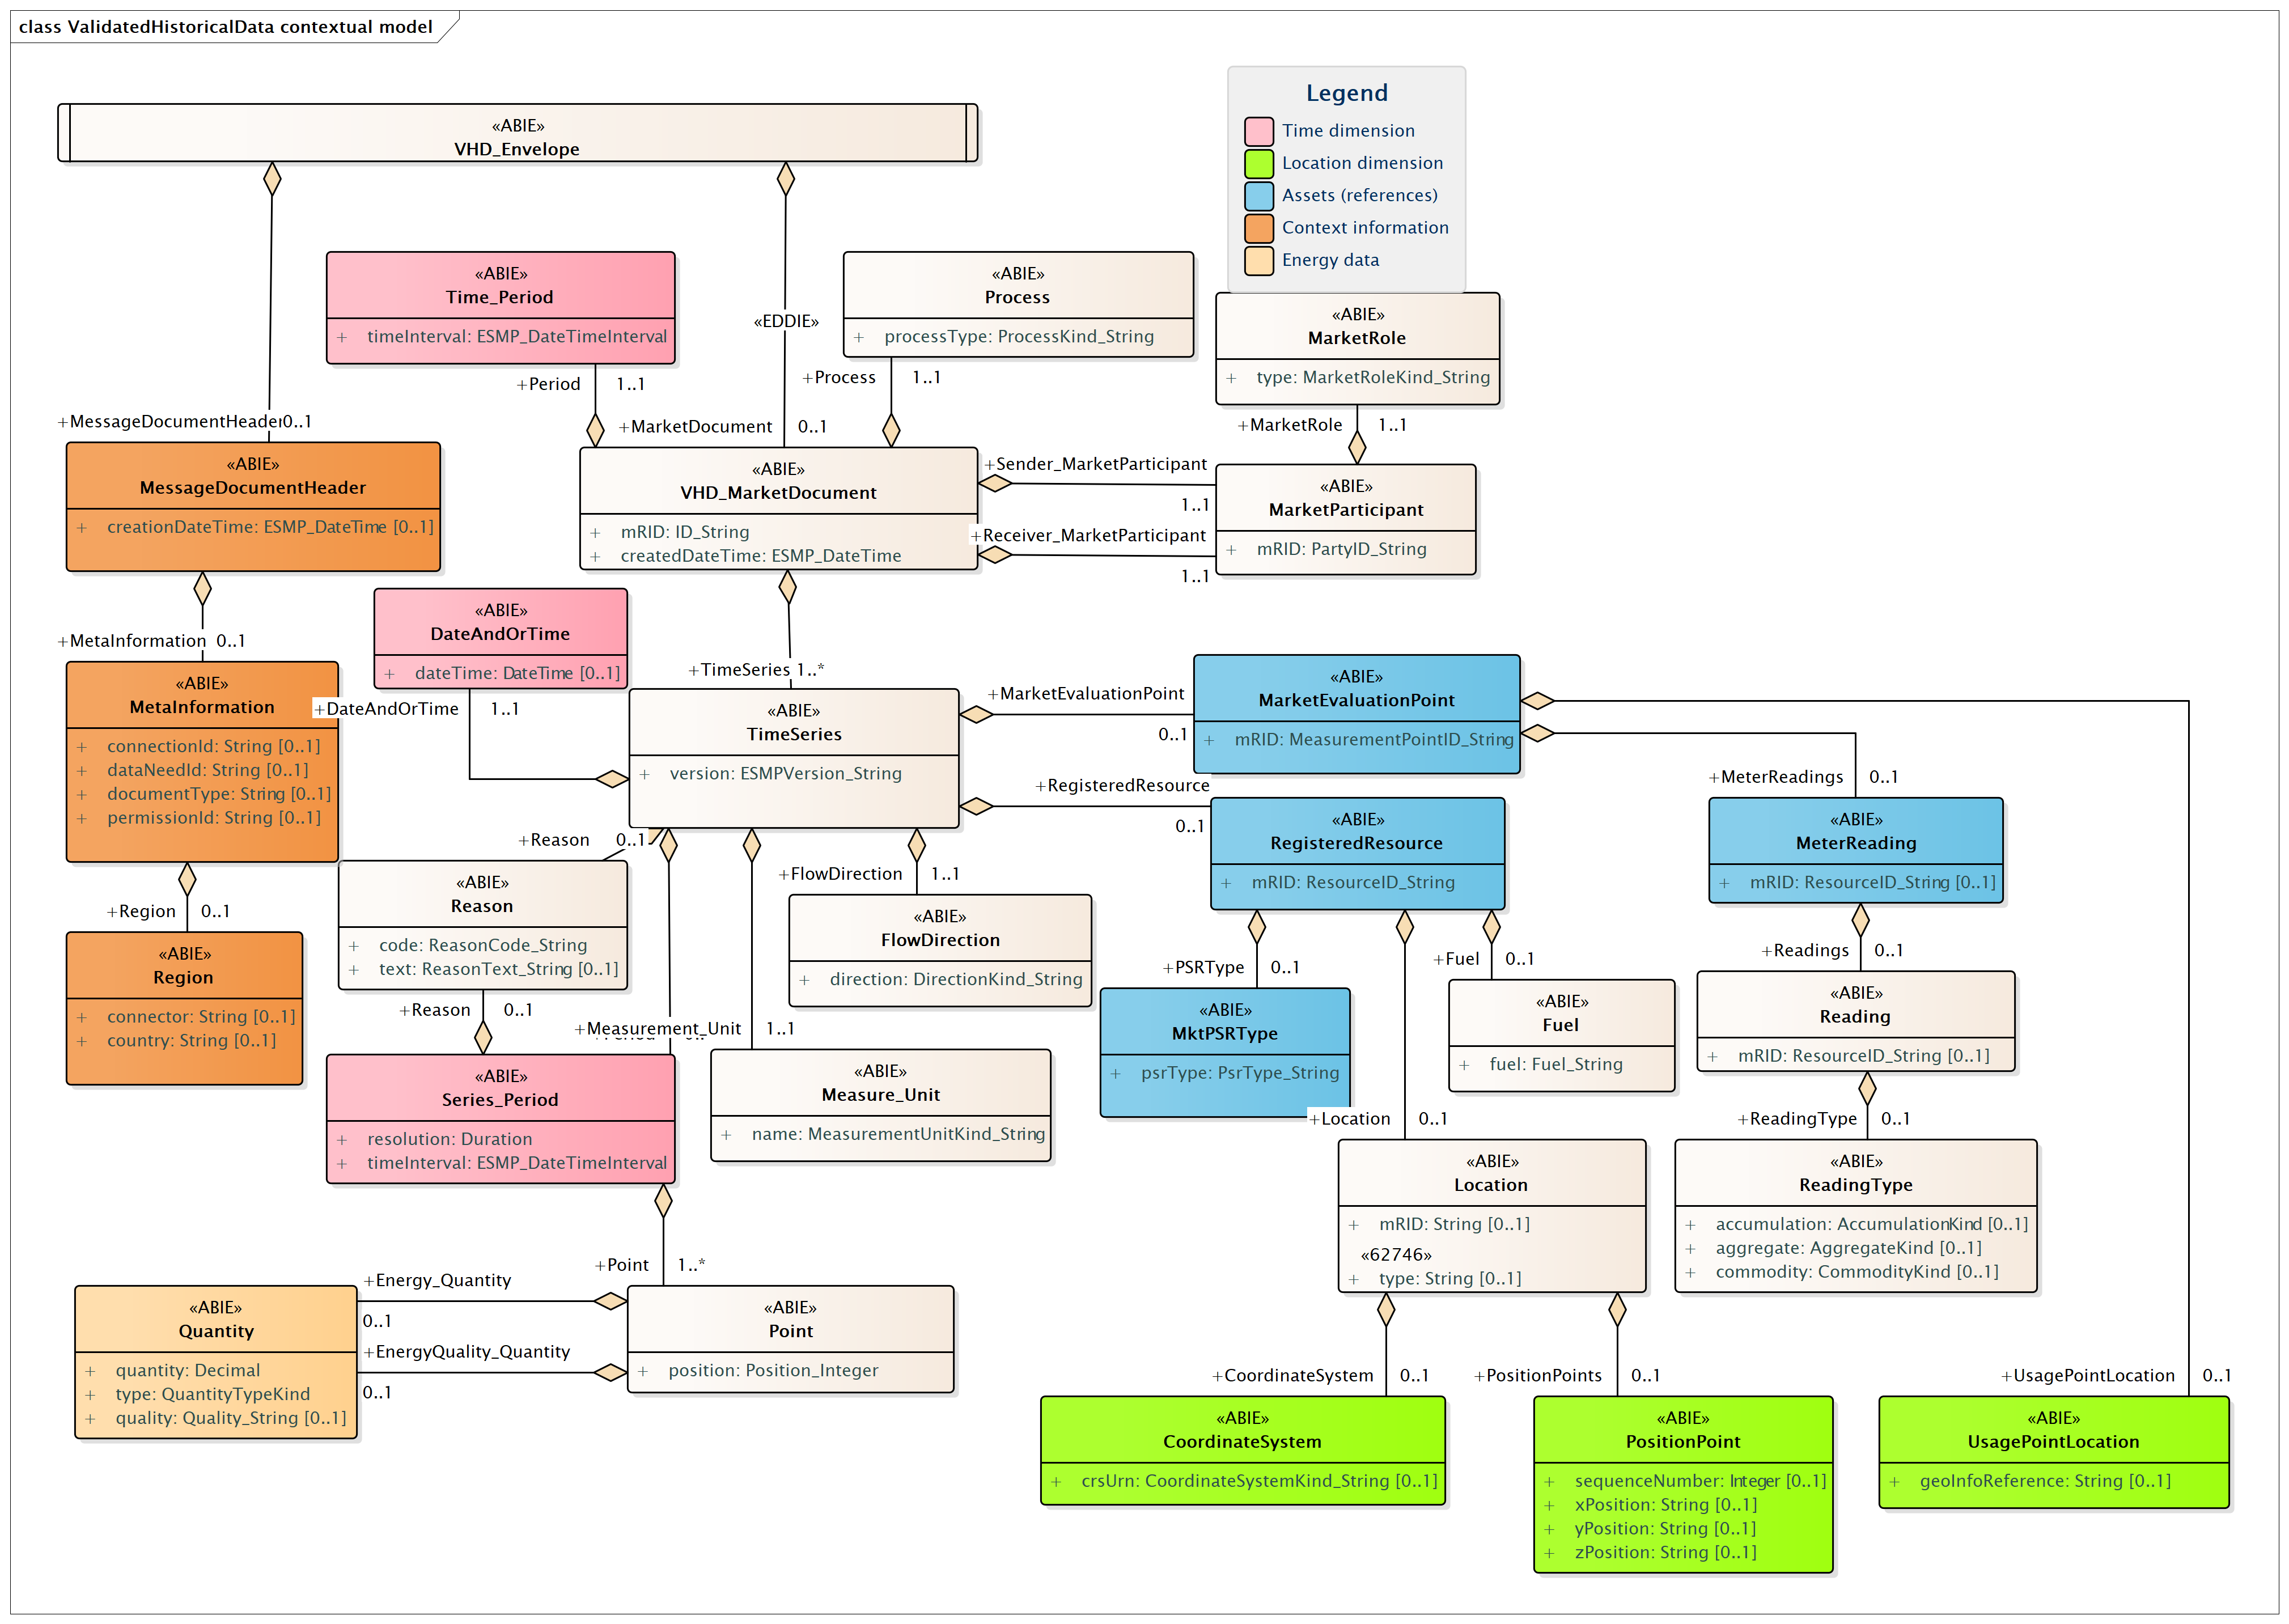 class ValidatedHistoricalData contextual model
Legend
Time dimension
Location dimension
Assets (references)
Context information
Energy data
«ABIE»
VHD_Envelope
«EDDIE»
«ABIE»
Time_Period
+ timeInterval: ESMP_DateTimeInterval
+Period 1..1
«ABIE»
Process
+ processType: ProcessKind_String
+Process 1..1
«ABIE»
MarketRole
+ type: MarketRoleKind_String
+MarketRole 1..1
+MessageDocumentHeader 0..1
«ABIE»
MessageDocumentHeader
+ creationDateTime: ESMP_DateTime [0..1]
+MarketDocument 0..1
«ABIE»
VHD_MarketDocument
+ mRID: ID_String
+ createdDateTime: ESMP_DateTime
+Sender_MarketParticipant
1..1
+Receiver_MarketParticipant
1..1
«ABIE»
MarketParticipant
+ mRID: PartyID_String
+MetaInformation 0..1
«ABIE»
MetaInformation
+ connectionId: String [0..1]
+ dataNeedId: String [0..1]
+ documentType: String [0..1]
+ permissionId: String [0..1]
«ABIE»
DateAndOrTime
+ dateTime: DateTime [0..1]
+DateAndOrTime 1..1
+TimeSeries 1..*
«ABIE»
TimeSeries
+ version: ESMPVersion_String
+MarketEvaluationPoint
0..1
«ABIE»
MarketEvaluationPoint
+ mRID: MeasurementPointID_String
+RegisteredResource
0..1
«ABIE»
RegisteredResource
+ mRID: ResourceID_String
+MeterReadings 0..1
«ABIE»
MeterReading
+ mRID: ResourceID_String [0..1]
+Region 0..1
«ABIE»
Region
+ connector: String [0..1]
+ country: String [0..1]
+Reason 0..1
«ABIE»
Reason
+ code: ReasonCode_String
+ text: ReasonText_String [0..1]
+Reason 0..1
+FlowDirection 1..1
«ABIE»
FlowDirection
+ direction: DirectionKind_String
+Measurement_Unit 1..1
«ABIE»
Measure_Unit
+ name: MeasurementUnitKind_String
«ABIE»
Series_Period
+ resolution: Duration
+ timeInterval: ESMP_DateTimeInterval
+PSRType 0..1
«ABIE»
MktPSRType
+ psrType: PsrType_String
+Fuel 0..1
«ABIE»
Fuel
+ fuel: Fuel_String
+Readings 0..1
«ABIE»
Reading
+ mRID: ResourceID_String [0..1]
+ReadingType 0..1
«ABIE»
ReadingType
+ accumulation: AccumulationKind [0..1]
+ aggregate: AggregateKind [0..1]
+ commodity: CommodityKind [0..1]
+Location 0..1
«ABIE»
Location
+ mRID: String [0..1]
«62746»
+ type: String [0..1]
+Point 1..*
«ABIE»
Point
+ position: Position_Integer
+Energy_Quantity
0..1
+EnergyQuality_Quantity
0..1
«ABIE»
Quantity
+ quantity: Decimal
+ type: QuantityTypeKind
+ quality: Quality_String [0..1]
+CoordinateSystem 0..1
«ABIE»
CoordinateSystem
+ crsUrn: CoordinateSystemKind_String [0..1]
+PositionPoints 0..1
«ABIE»
PositionPoint
+ sequenceNumber: Integer [0..1]
+ xPosition: String [0..1]
+ yPosition: String [0..1]
+ zPosition: String [0..1]
+UsagePointLocation 0..1
«ABIE»
UsagePointLocation
+ geoInfoReference: String [0..1]